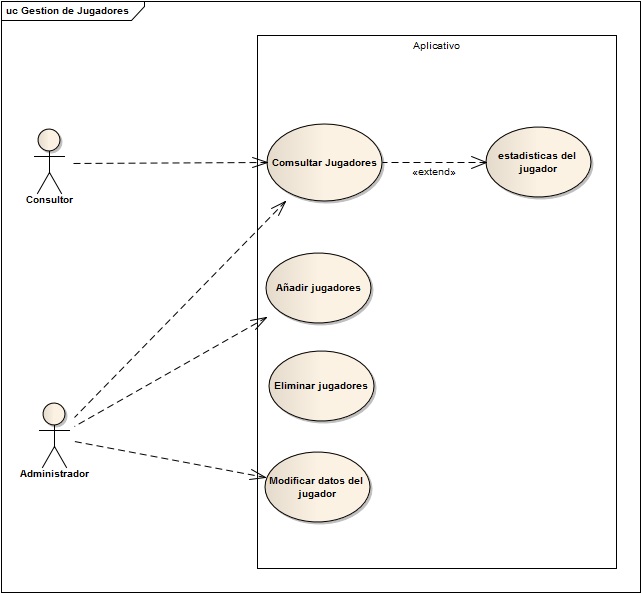 uc Gestion de Jugadores
Aplicativo
Consultor
Comsultar Jugadores
«extend»
estadisticas del
jugador
Añadir jugadores
Eliminar jugadores
Administrador
Modificar datos del
jugador